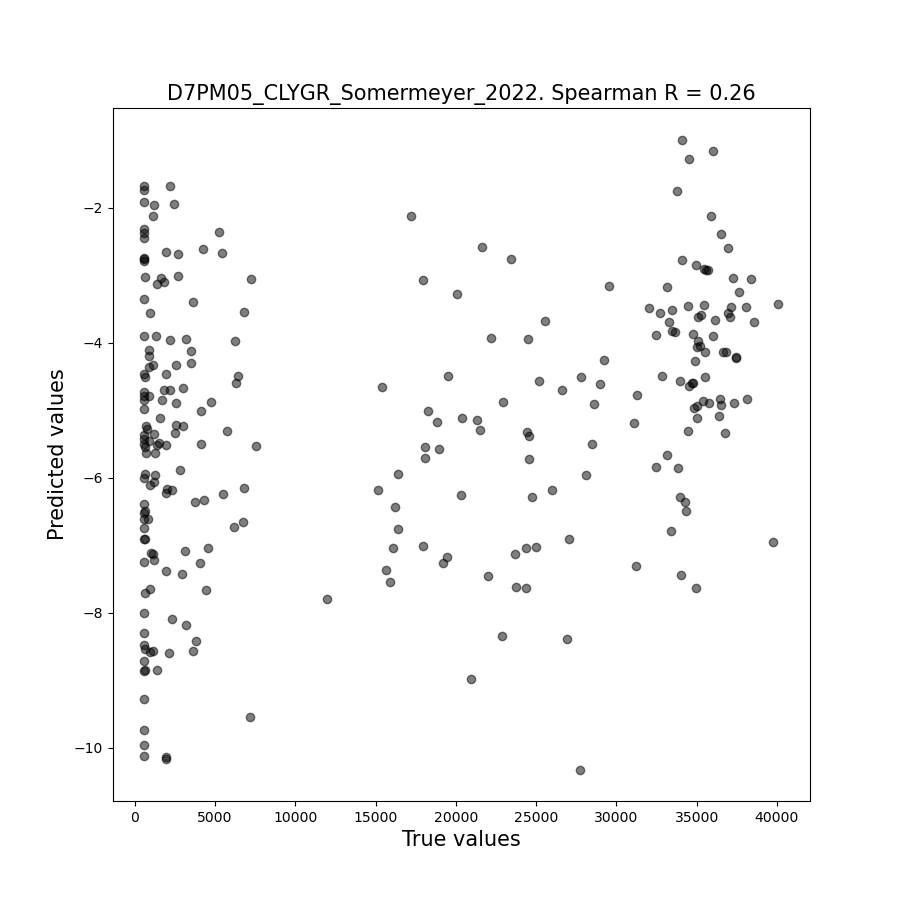 D7PM05_CLYGR_Somermeyer_2022. Spearman R = 0.26
Predicted values
−2
−4
−6
−8
−10
0 5000 10000 15000 20000 25000 30000 35000 40000
True values